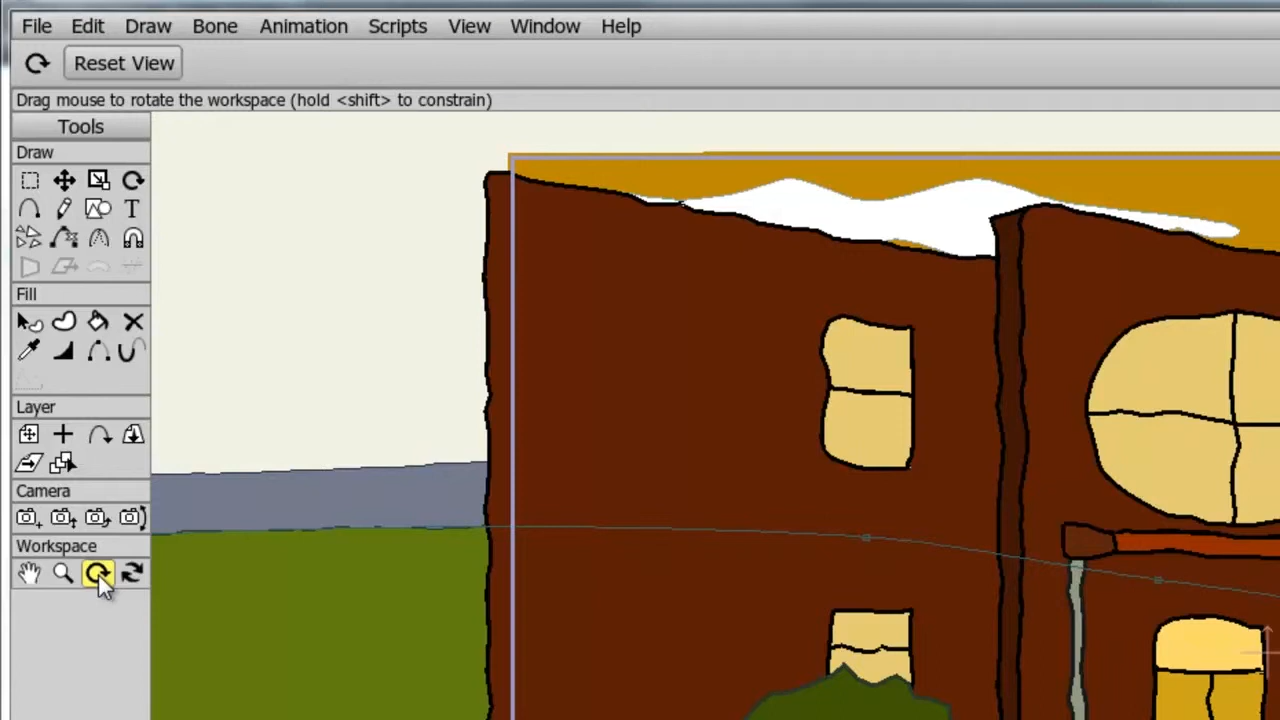 File Edit Draw Bone Animation Scripts View Window Help
Reset View
Drag mouse to rotate the workspace (hold <shift> to constrain)
Tools
Draw
T
Fill
Layer
Camera
Workspace